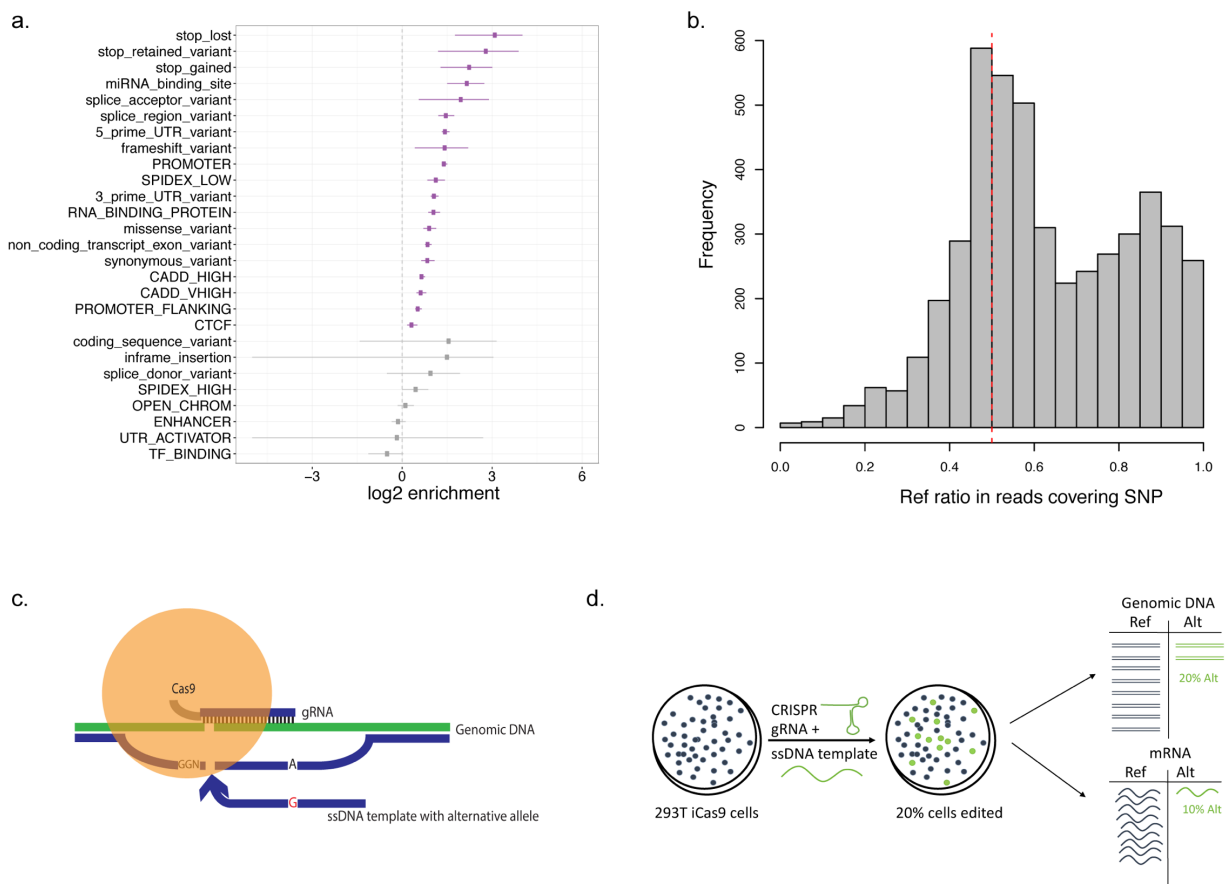 a.
stop_lost
stop_retained_variant
stop_gained
miRNA_binding_site
splice_acceptor_variant
splice_region_variant
5_prime_UTR_variant
frameshift_variant
PROMOTER
SPIDEX_LOW
3_prime_UTR_variant
RNA_BINDING_PROTEIN
missense_variant
non_coding_transcript_exon_variant
synonymous_variant
CADD_HIGH
CADD_VHIGH
PROMOTER_FLANKING
CTCF
coding_sequence_variant
inframe_insertion
splice_donor_variant
SPIDEX_HIGH
OPEN_CHROM
ENHANCER
UTR_ACTIVATOR
TF_BINDING
−3 0 3 6
log2 enrichment
b.
600
500
400
300
200
100
0
Frequency
0.0 0.2 0.4 0.6 0.8 1.0
Ref ratio in reads covering SNP
c.
Cas9
gRNA
Genomic DNA
GGN A
G
ssDNA template with alternative allele
d.
293T iCas9 cells
CRISPR
gRNA +
ssDNA template
20% cells edited
Genomic DNA
Ref Alt
20% Alt
mRNA
Ref Alt
10% Alt